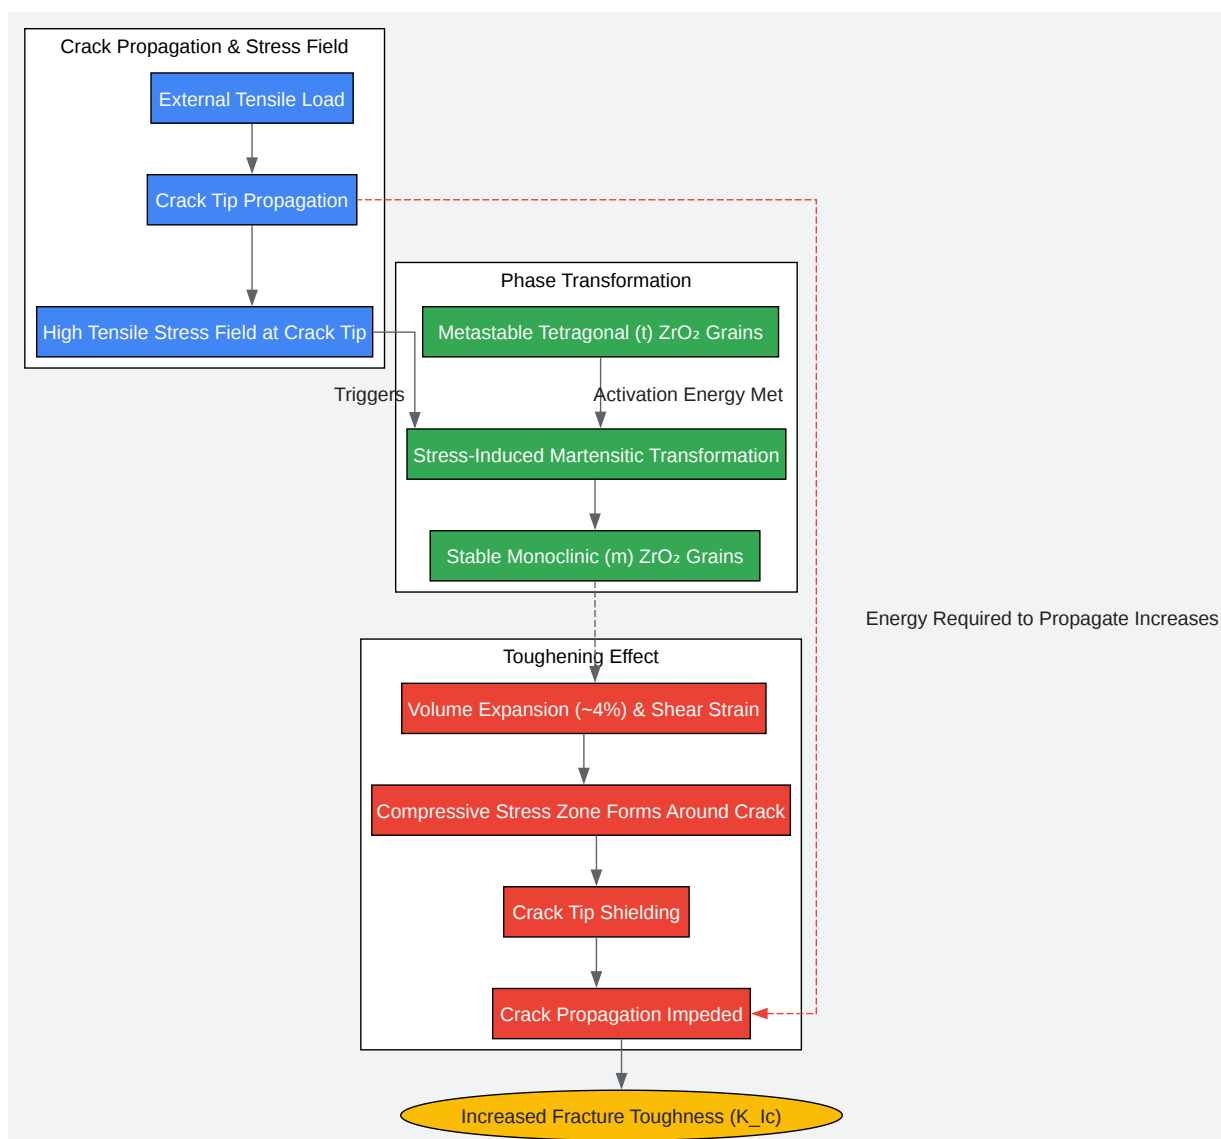 Crack Propagation & Stress Field
External Tensile Load
Crack Tip Propagation
High Tensile Stress Field at Crack Tip
Triggers
Phase Transformation
Metastable Tetragonal (t) ZrO₂ Grains
Activation Energy Met
Stress-Induced Martensitic Transformation
Stable Monoclinic (m) ZrO₂ Grains
Energy Required to Propagate Increases
Toughening Effect
Volume Expansion (~4%) & Shear Strain
Compressive Stress Zone Forms Around Crack
Crack Tip Shielding
Crack Propagation Impeded
Increased Fracture Toughness (K_Ic)